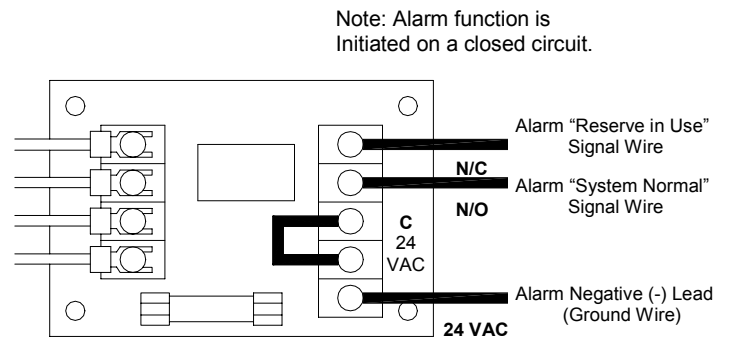 Note: Alarm function is
Initiated on a closed circuit.
Alarm “Reserve in Use”
Signal Wire
N/C
Alarm “System Normal”
Signal Wire
N/O
C
24
VAC
Alarm Negative (-) Lead
(Ground Wire)
24 VAC